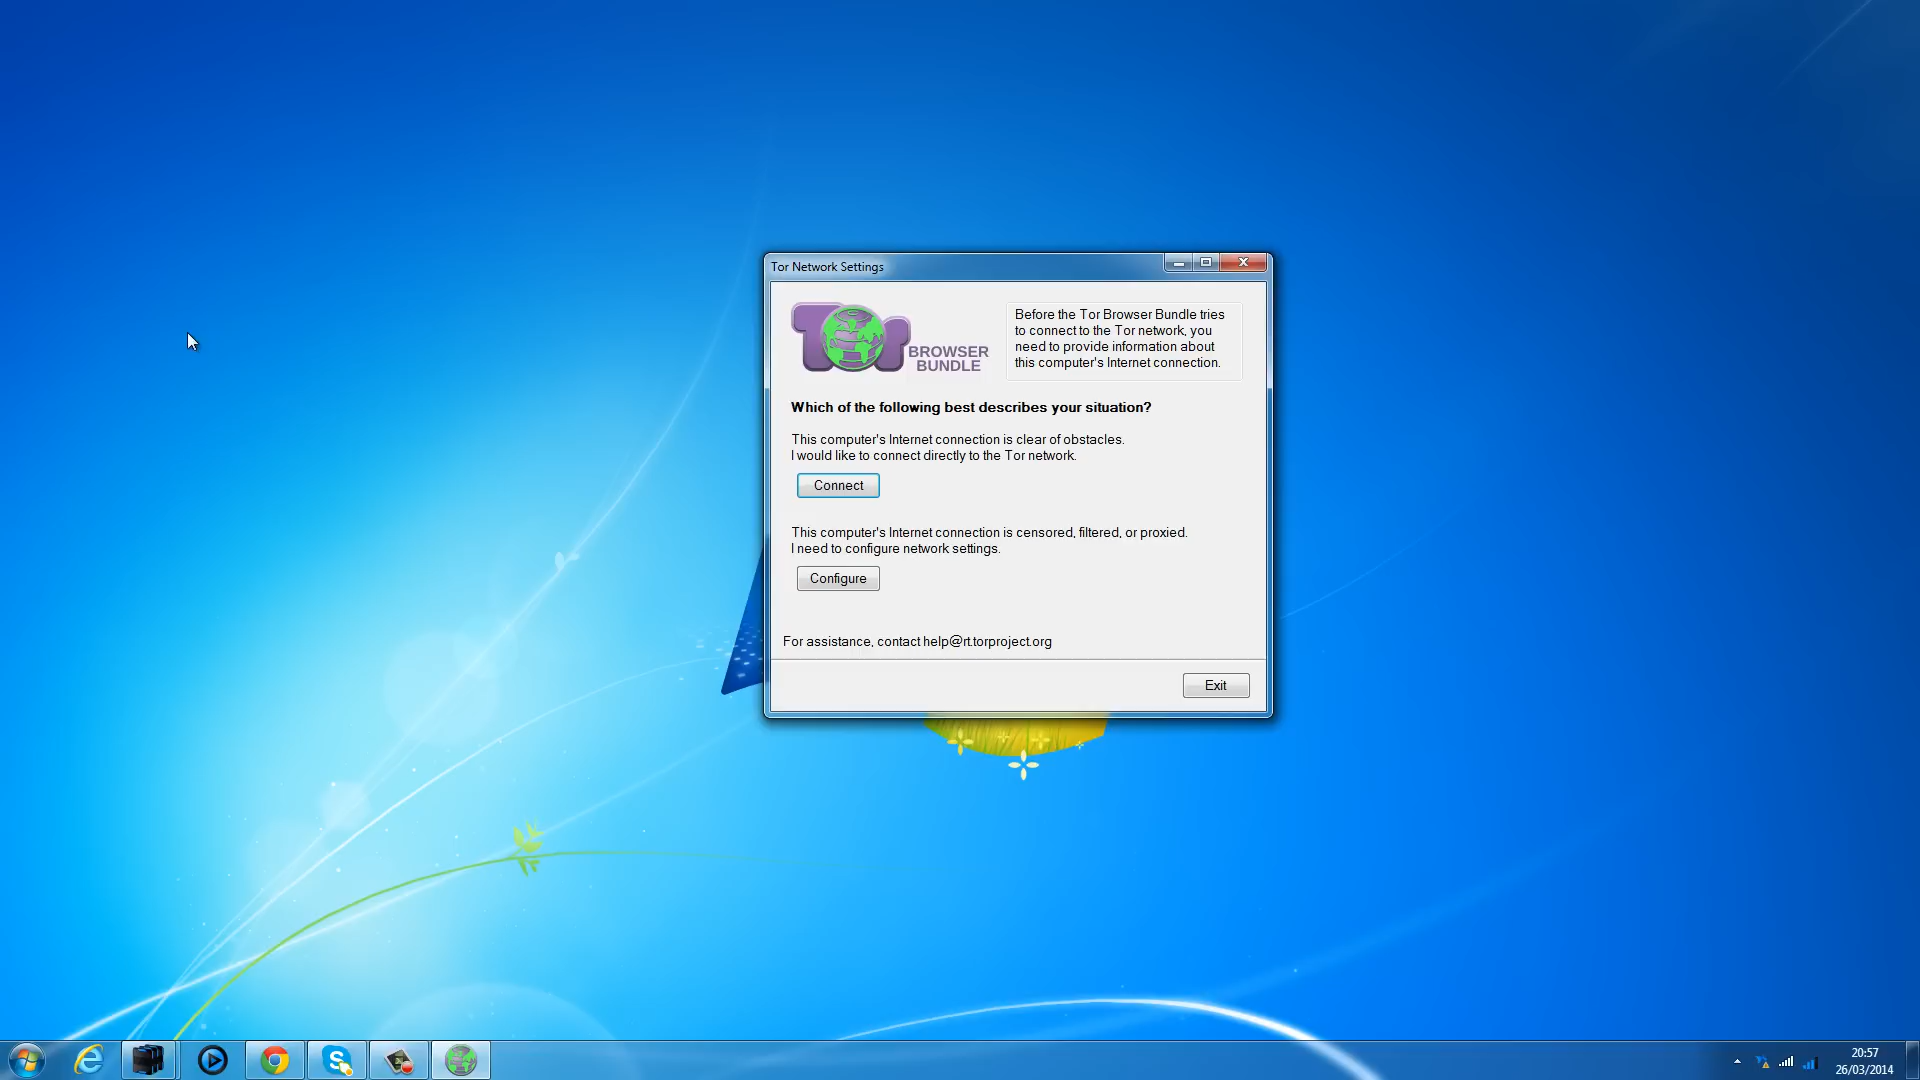 Tor Network Settings
Tor
BROWSER
BUNDLE
Before the Tor Browser Bundle tries
to connect to the Tor network, you
need to provide information about
this computer's Internet connection.
Which of the following best describes your situation?
This computer's Internet connection is clear of obstacles.
I would like to connect directly to the Tor network.
Connect
This computer's Internet connection is censored, filtered, or proxied.
I need to configure network settings.
Configure
For assistance, contact help@rt.torproject.org
Exit
20:57
26/03/2014